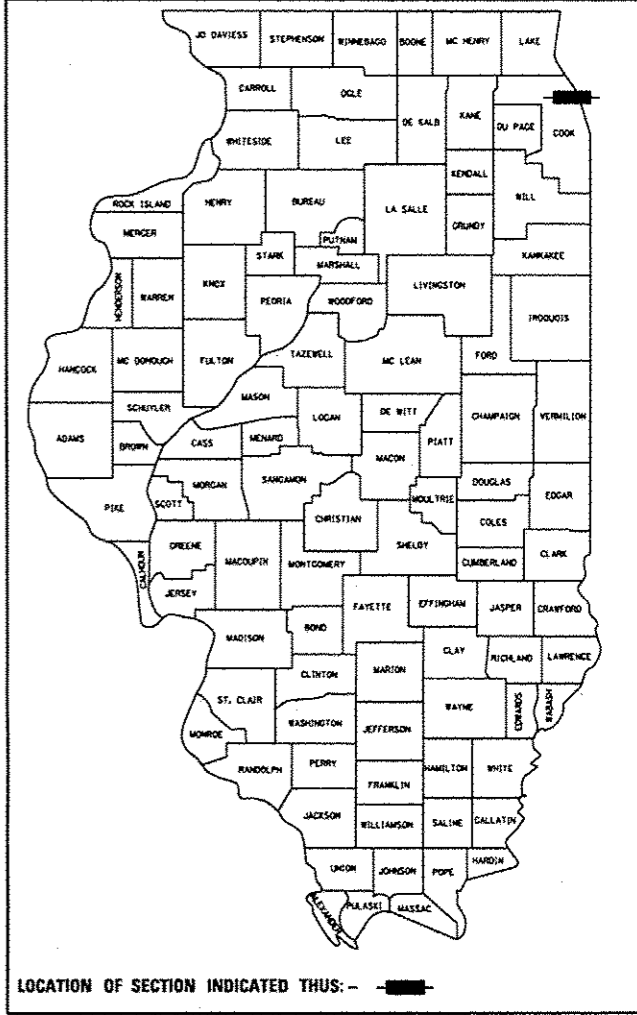 JO DAVIESS
STEPHENSON
WINNEBAGO
BOONE
MC HENRY
LAKE
CARROLL
OGLE
DE KALB
KANE
DU PAGE
COOK
WHITESIDE
LEE
KENDALL
WILL
ROCK ISLAND
HENRY
BUREAU
LA SALLE
GRUNDY
MERCER
PUTNAM
KANKAKEE
STARK
MARSHALL
HENDERSON
WARREN
KNOX
PEORIA
WOODFORD
LIVINGSTON
IROQUOIS
HANCOCK
MC DONOUGH
FULTON
TAZEWELL
MC LEAN
FORD
SCHUYLER
MASON
LOGAN
DE WITT
CHAMPAIGN
VERMILION
ADAMS
BROWN
CASS
MENARD
MACON
PIATT
PIKE
SCOTT
MORGAN
SANGAMON
MOULTRIE
DOUGLAS
EDGAR
CHRISTIAN
COLES
CALHOUN
GREENE
MACOUPIN
MONTGOMERY
SHELBY
CUMBERLAND
CLARK
JERSEY
FAYETTE
EFFINGHAM
JASPER
CRAWFORD
MADISON
BOND
CLAY
RICHLAND
LAWRENCE
CLINTON
MARION
ST. CLAIR
WAYNE
EDWARDS
WABASH
MONROE
WASHINGTON
JEFFERSON
RANDOLPH
PERRY
HAMILTON
WHITE
FRANKLIN
JACKSON
WILLIAMSON
SALINE
GALLATIN
UNION
JOHNSON
POPE
HARDIN
ALEXANDER
PULASKI
MASSAC
LOCATION OF SECTION INDICATED THUS:-